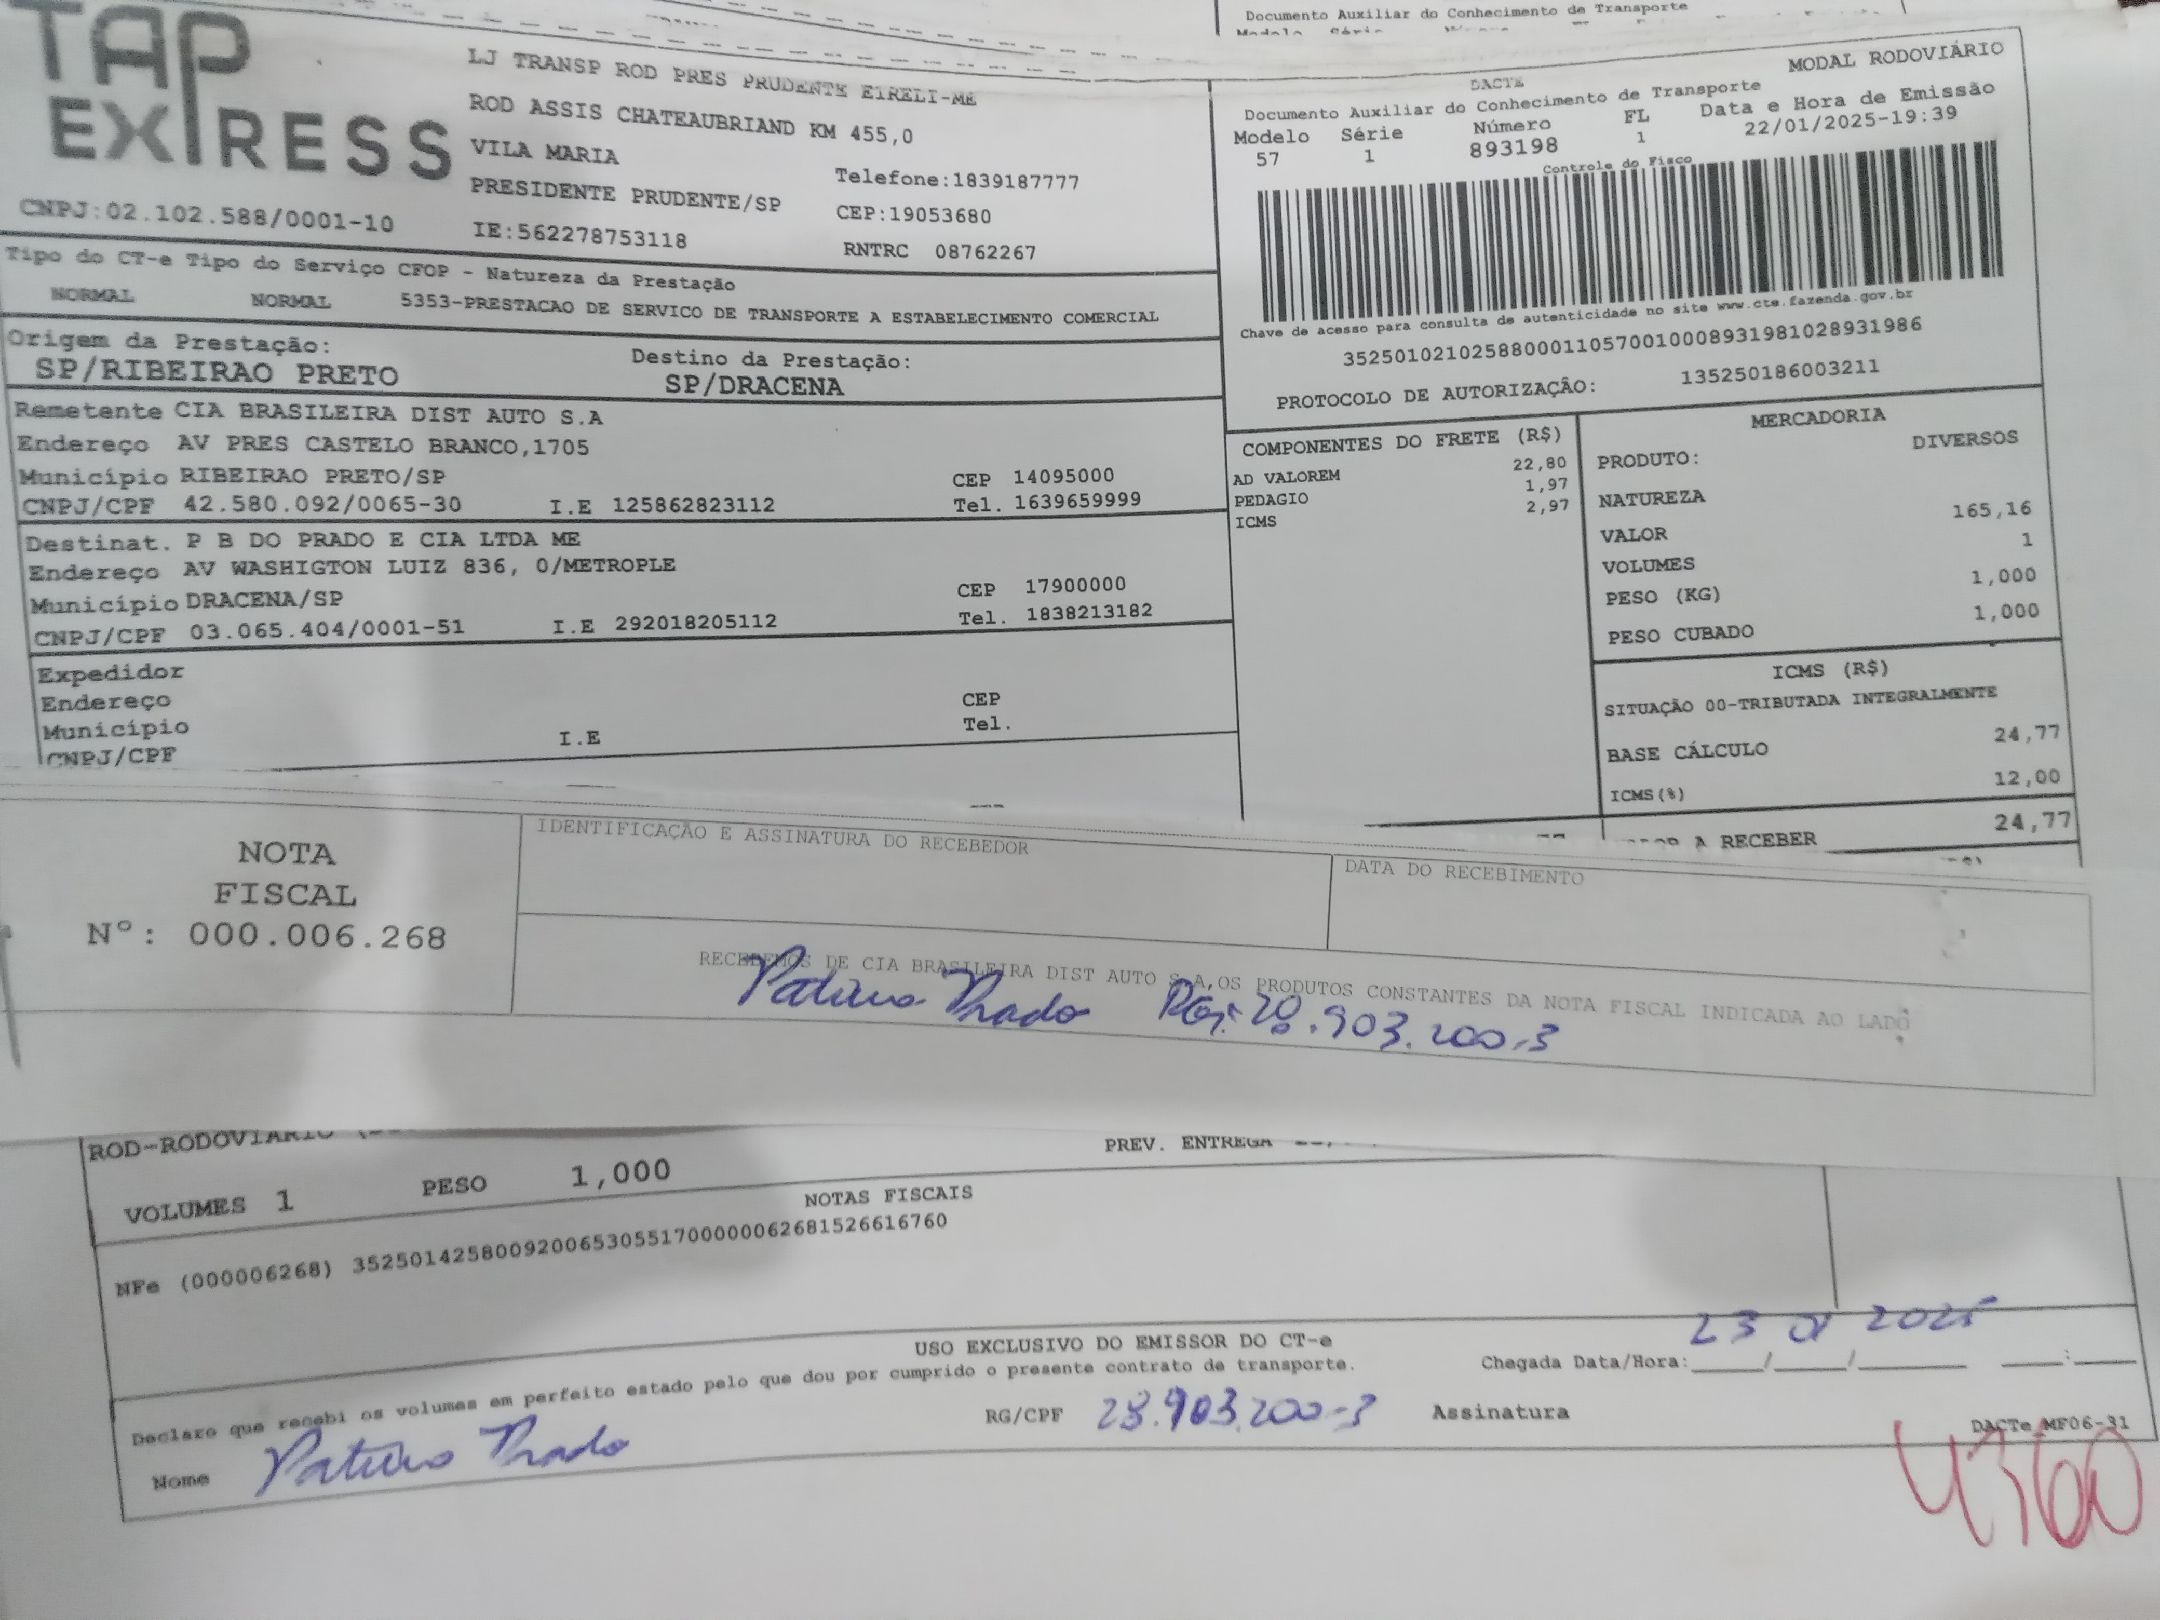 Documento Auxiliar do Conhecimento de Transporte
Modelo Série
TAP EXPRESS
CNPJ:02.102.588/0001-10
LJ TRANSP ROD PRES PRUDENTE EIRELI-ME
ROD ASSIS CHATEAUBRIAND KM 455,0
VILA MARIA
Telefone:1839187777
PRESIDENTE PRUDENTE/SP
CEP:19053680
IE:562278753118
RNTRC 08762267
MODAL RODOVIÁRIO
DACTE
Documento Auxiliar do Conhecimento de Transporte
Modelo Série Número FL Data e Hora de Emissão
57 1 893198 1 22/01/2025-19:39
Controle do Fisco
Chave de acesso para consulta de autenticidade no site www.cte.fazenda.gov.br
35250102102588000110570010008931981028931986
PROTOCOLO DE AUTORIZAÇÃO: 135250186003211
Tipo do CT-e Tipo do Serviço CFOP - Natureza da Prestação
NORMAL NORMAL 5353-PRESTACAO DE SERVICO DE TRANSPORTE A ESTABELECIMENTO COMERCIAL
Origem da Prestação: Destino da Prestação:
SP/RIBEIRAO PRETO SP/DRACENA
Remetente CIA BRASILEIRA DIST AUTO S.A
Endereço AV PRES CASTELO BRANCO,1705
Município RIBEIRAO PRETO/SP CEP 14095000
CNPJ/CPF 42.580.092/0065-30 I.E 125862823112 Tel. 1639659999
Destinat. P B DO PRADO E CIA LTDA ME
Endereço AV WASHIGTON LUIZ 836, 0/METROPLE
Município DRACENA/SP CEP 17900000
CNPJ/CPF 03.065.404/0001-51 I.E 292018205112 Tel. 1838213182
Expedidor
Endereço CEP
Município Tel.
CNPJ/CPF I.E
COMPONENTES DO FRETE (R$)
AD VALOREM 22,80
PEDAGIO 1,97
ICMS 2,97
MERCADORIA
PRODUTO: DIVERSOS
NATUREZA
VALOR 165,16
VOLUMES 1
PESO (KG) 1,000
PESO CUBADO 1,000
ICMS (R$)
SITUAÇÃO 00-TRIBUTADA INTEGRALMENTE
BASE CÁLCULO 24,77
ICMS(%) 12,00
A RECEBER 24,77
NOTA
FISCAL
Nº: 000.006.268
IDENTIFICAÇÃO E ASSINATURA DO RECEBEDOR
DATA DO RECEBIMENTO
RECEBEMOS DE CIA BRASILEIRA DIST AUTO S.A,OS PRODUTOS CONSTANTES DA NOTA FISCAL INDICADA AO LADO
Prado RG: .903.200-3
ROD-RODOVIARIO
PREV. ENTREGA
VOLUMES 1 PESO 1,000
NOTAS FISCAIS
NFe (000006268) 35250142580092006530551700000062681526616760
USO EXCLUSIVO DO EMISSOR DO CT-e
Declaro que recebi os volumes em perfeito estado pelo que dou por cumprido o presente contrato de transporte.
Chegada Data/Hora: 23 / 01 / 2025 :
Nome Prado RG/CPF 28.903.200-3 Assinatura
DACTe_MF06-31
4360